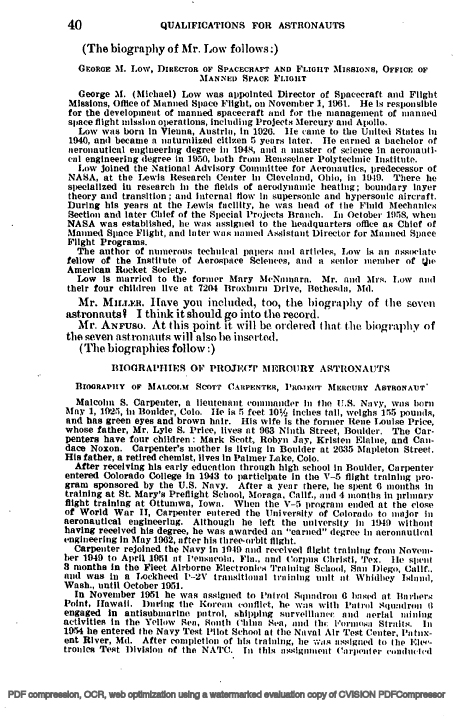 40 QUALIFICATIONS FOR ASTRONAUTS
(The biography of Mr. Low follows:)
GEORGE M. LOW, DIRECTOR OF SPACECRAFT AND FLIGHT MISSIONS, OFFICE OF
MANNED SPACE FLIGHT
George M. (Michael) Low was appointed Director of Spacecraft and Flight
Missions, Office of Manned Space Flight, on November 1, 1961. He is responsible
for the development of manned spacecraft and for the management of manned
space flight mission operations, including Projects Mercury and Apollo.
Low was born in Vienna, Austria, in 1926. He came to the United States in
1940, and became a naturalized citizen 5 years later. He earned a bachelor of
aeronautical engineering degree in 1948, and a master of science in aeronauti-
cal engineering degree in 1950, both from Rensselaer Polytechnic Institute.
Low joined the National Advisory Committee for Aeronautics, predecessor of
NASA, at the Lewis Research Center in Cleveland, Ohio, in 1949. There he
specialized in research in the fields of aerodynamic heating; boundary layer
theory and transition; and internal flow in supersonic and hypersonic aircraft.
During his years at the Lewis facility, he was head of the Fluid Mechanics
Section and later Chief of the Special Projects Branch. In October 1958, when
NASA was established, he was assigned to the headquarters office as Chief of
Manned Space Flight, and later was named Assistant Director for Manned Space
Flight Programs.
The author of numerous technical papers and articles, Low is an associate
fellow of the Institute of Aerospace Sciences, and a senior member of the
American Rocket Society.
Low is married to the former Mary McNamara. Mr. and Mrs. Low and
their four children live at 7204 Broxburn Drive, Bethesda, Md.
Mr. MILLER. Have you included, too, the biography of the seven
astronauts? I think it should go into the record.
Mr. ANFUSO. At this point it will be ordered that the biography of
the seven astronauts will also be inserted.
(The biographies follow:)
BIOGRAPHIES OF PROJECT MERCURY ASTRONAUTS
BIOGRAPHY OF MALCOLM SCOTT CARPENTER, PROJECT MERCURY ASTRONAUT
Malcolm S. Carpenter, a lieutenant commander in the U.S. Navy, was born
May 1, 1925, in Boulder, Colo. He is 5 feet 10½ inches tall, weighs 155 pounds,
and has green eyes and brown hair. His wife is the former Rene Louise Price,
whose father, Mr. Lyle S. Price, lives at 963 Ninth Street, Boulder. The Car-
penters have four children: Mark Scott, Robyn Jay, Kristen Elaine, and Can-
dace Noxon. Carpenter's mother is living in Boulder at 2635 Mapleton Street.
His father, a retired chemist, lives in Palmer Lake, Colo.
After receiving his early education through high school in Boulder, Carpenter
entered Colorado College in 1943 to participate in the V-5 flight training pro-
gram sponsored by the U.S. Navy. After a year there, he spent 6 months in
training at St. Mary's Preflight School, Moraga, Calif., and 4 months in primary
flight training at Ottumwa, Iowa. When the V-5 program ended at the close
of World War II, Carpenter entered the University of Colorado to major in
aeronautical engineering. Although he left the university in 1949 without
having received his degree, he was awarded an "earned" degree in aeronautical
engineering in May 1962, after his three-orbit flight.
Carpenter rejoined the Navy in 1949 and received flight training from Novem-
ber 1949 to April 1951 at Pensacola, Fla., and Corpus Christi, Tex. He spent
3 months in the Fleet Airborne Electronics Training School, San Diego, Calif.,
and was in a Lockheed P-2V transitional training unit at Whidbey Island,
Wash., until October 1951.
In November 1951 he was assigned to Patrol Squadron 6 based at Barbers
Point, Hawaii. During the Korean conflict, he was with Patrol Squadron 6
engaged in antisubmarine patrol, shipping surveillance and aerial mining
activities in the Yellow Sea, South China Sea, and the Formosa Straits. In
1954 he entered the Navy Test Pilot School at the Naval Air Test Center, Patux-
ent River, Md. After completion of his training, he was assigned to the Elec-
tronics Test Division of the NATC. In this assignment Carpenter conducted
PDF compression, OCR, web optimization using a watermarked evaluation copy of CVISION PDFCompressor